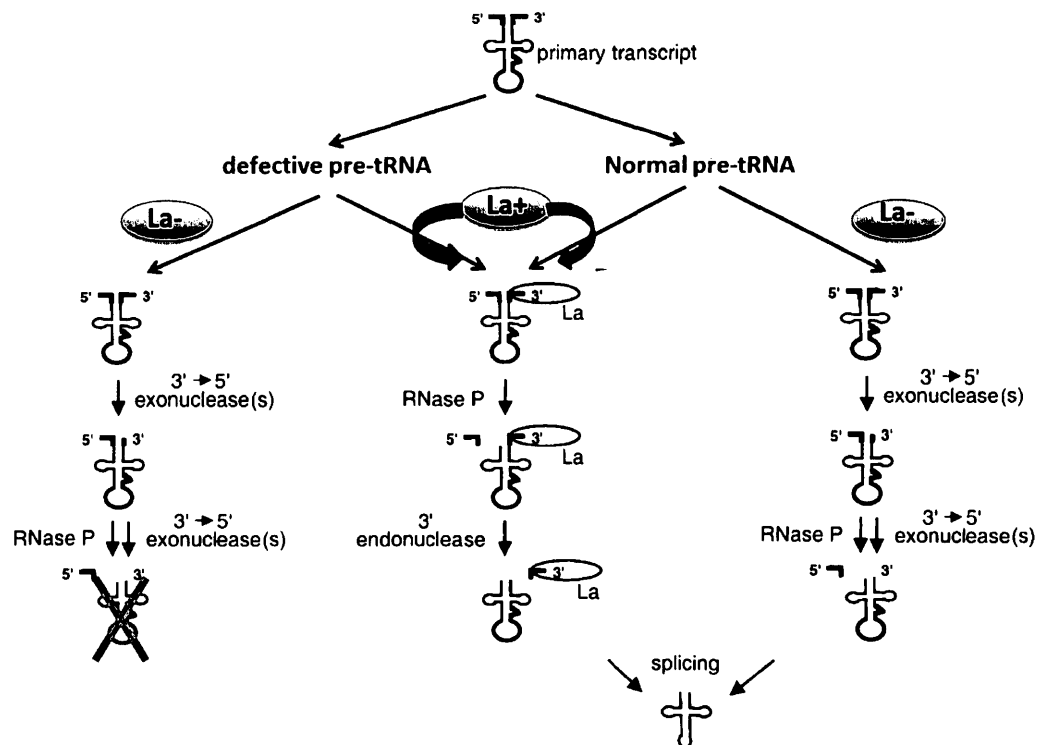 5' 3'
primary transcript
defective pre-tRNA
Normal pre-tRNA
La-
La+
La-
5' 3'
5' 3'
La
5' 3'
3' → 5'
exonuclease(s)
RNase P
3' → 5'
exonuclease(s)
5' 3'
5' 3'
La
5' 3'
RNase P
3' → 5'
exonuclease(s)
3'
endonuclease
RNase P
3' → 5'
exonuclease(s)
5' 3'
3'
La
5' 3'
splicing